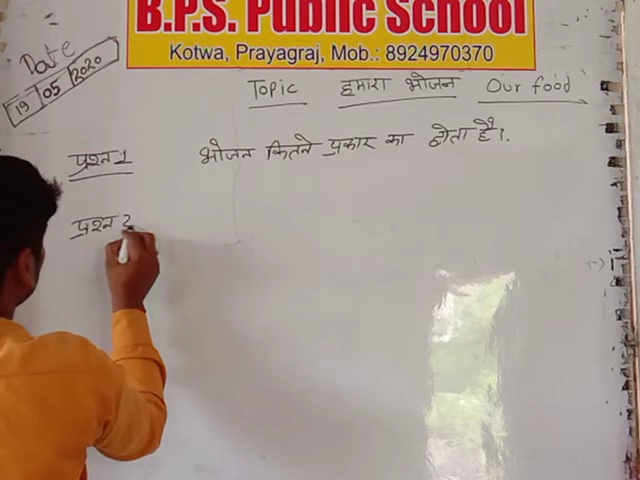 B.P.S. Public School
Kotwa, Prayagraj, Mob.: 8924970370
Date
19 05 2020
Topic हमारा भोजन Our food
प्रश्न 1 भोजन कितने प्रकार का होता है?.
प्रश्न 2